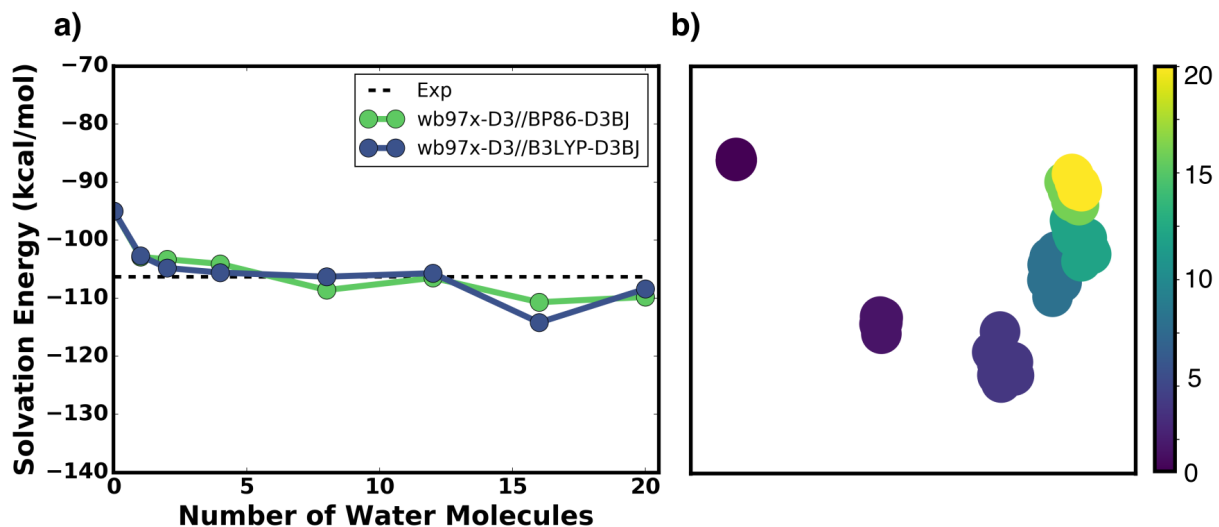 a)
b)
−70
−80
−90
−100
−110
−120
−130
−140
Solvation Energy (kcal/mol)
Exp
wb97x-D3//BP86-D3BJ
wb97x-D3//B3LYP-D3BJ
0 5 10 15 20
Number of Water Molecules
20
15
10
5
0